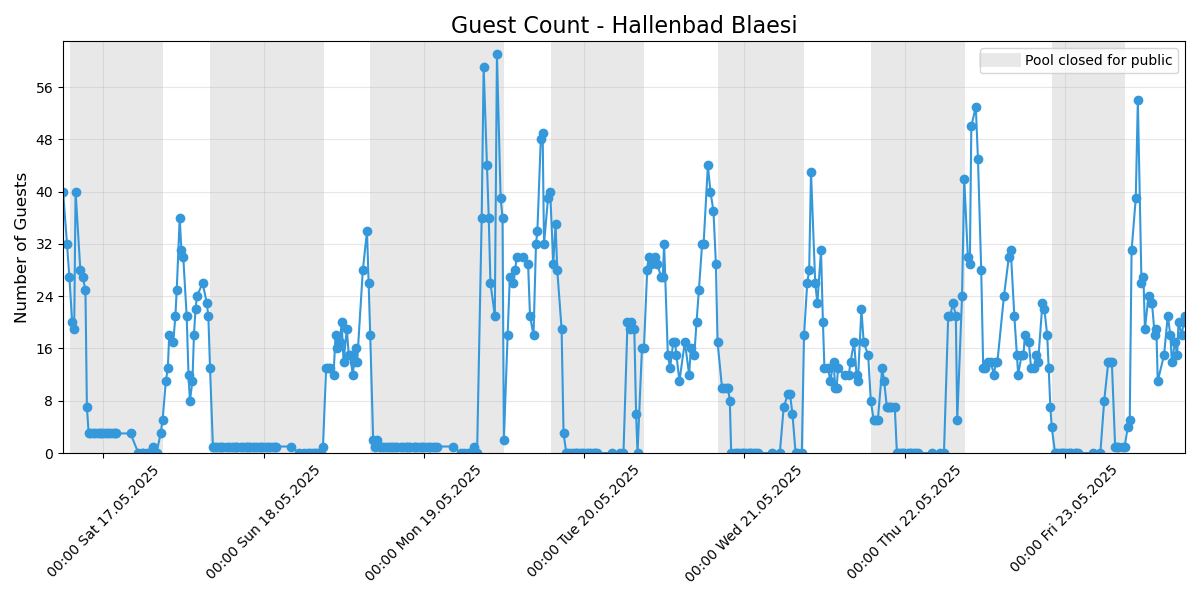 Guest Count - Hallenbad Blaesi
Pool closed for public
Number of Guests
56
48
40
32
24
16
8
0
00:00 Sat 17.05.2025
00:00 Sun 18.05.2025
00:00 Mon 19.05.2025
00:00 Tue 20.05.2025
00:00 Wed 21.05.2025
00:00 Thu 22.05.2025
00:00 Fri 23.05.2025